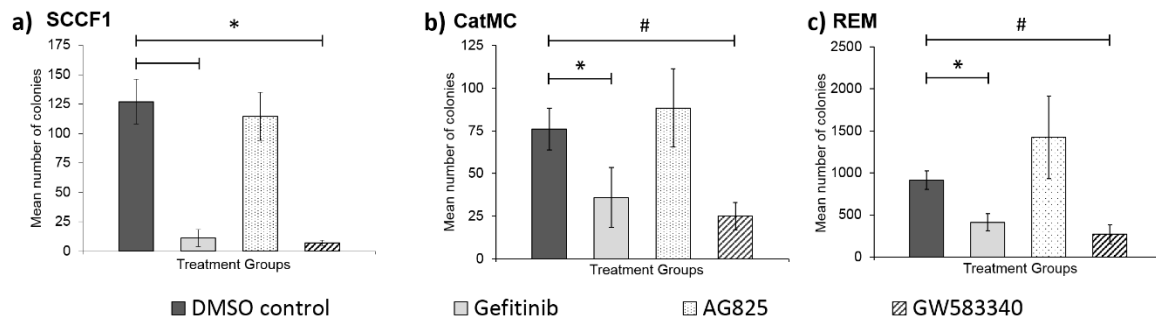 a) SCCF1
*
175
150
125
100
75
50
25
0
Mean number of colonies
Treatment Groups
b) CatMC
#
*
125
100
75
50
25
0
Mean number of colonies
Treatment Groups
c) REM
#
*
2500
2000
1500
1000
500
0
Mean number of colonies
Treatment Groups
DMSO control
Gefitinib
AG825
GW583340